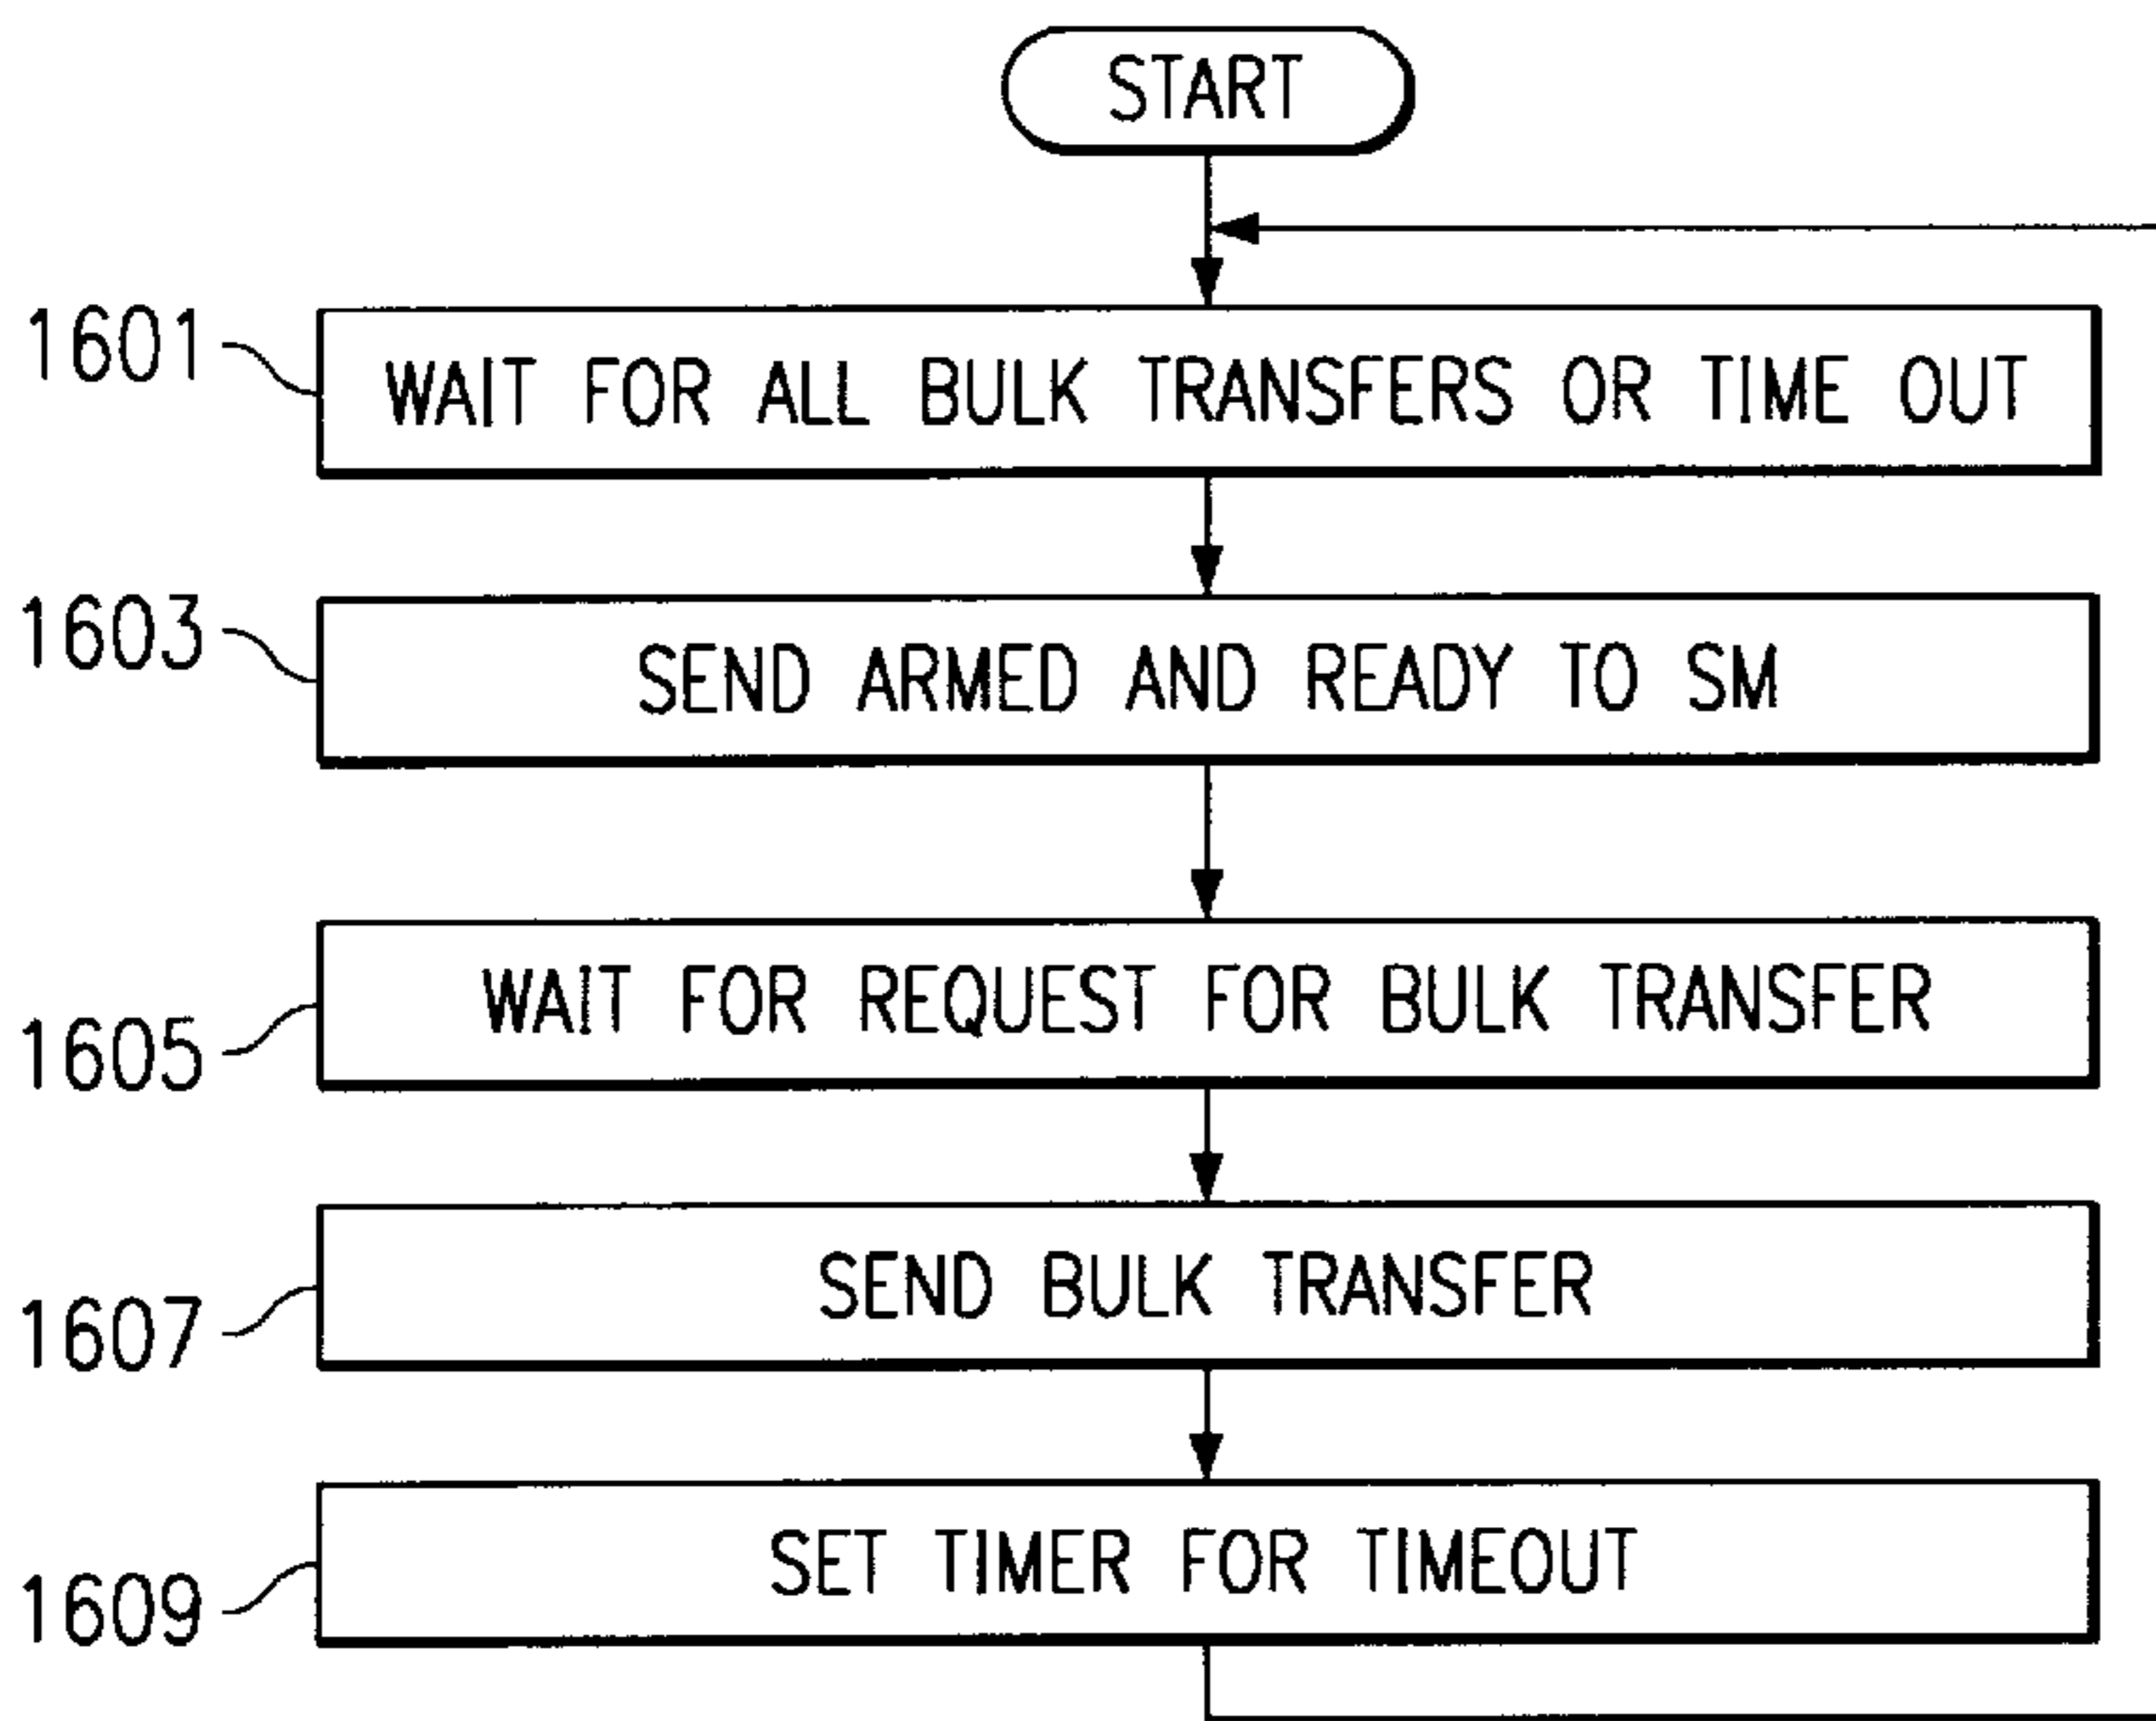 START
1601
WAIT FOR ALL BULK TRANSFERS OR TIME OUT
1603
SEND ARMED AND READY TO SM
1605
WAIT FOR REQUEST FOR BULK TRANSFER
1607
SEND BULK TRANSFER
1609
SET TIMER FOR TIMEOUT